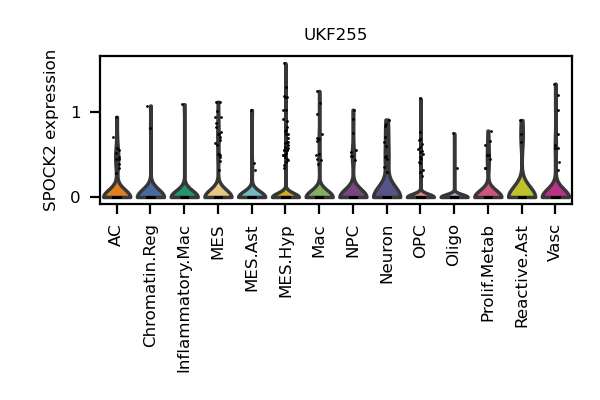 UKF255
SPOCK2 expression
1
0
AC
Chromatin.Reg
Inflammatory.Mac
MES
MES.Ast
MES.Hyp
Mac
NPC
Neuron
OPC
Oligo
Prolif.Metab
Reactive.Ast
Vasc